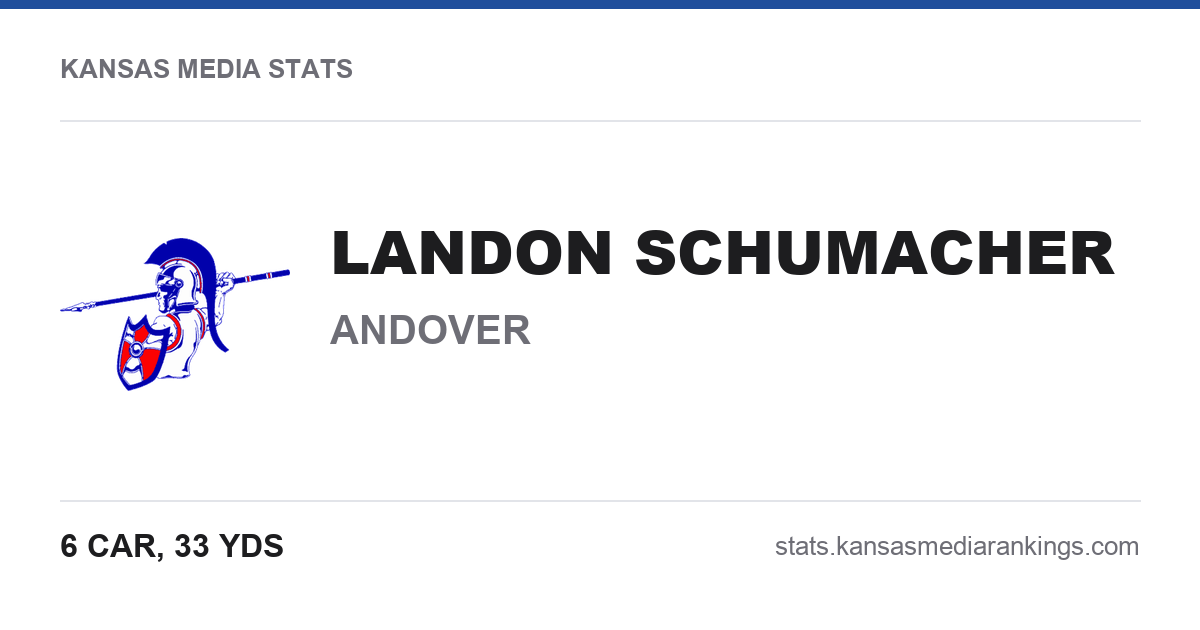 KANSAS MEDIA STATS
LANDON SCHUMACHER
ANDOVER
6 CAR, 33 YDS
stats.kansasmediarankings.com